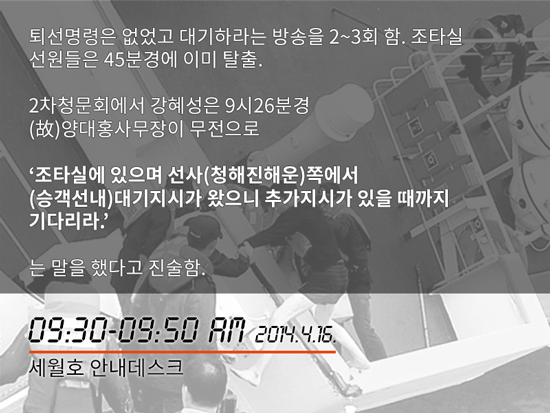 퇴선명령은 없었고 대기하라는 방송을 2~3회 함. 조타실
선원들은 45분경에 이미 탈출.
2차청문회에서 강혜성은 9시26분경
(故)양대홍사무장이 무전으로
‘조타실에 있으며 선사(청해진해운)쪽에서
(승객선내)대기지시가 왔으니 추가지시가 있을 때까지
기다리라.’
는 말을 했다고 진술함.
09:30-09:50 AM 2014.4.16.
세월호 안내데스크